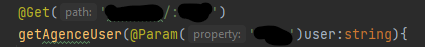 @Get( path: '/:')
getAgenceUser(@Param( property: '')user:string){